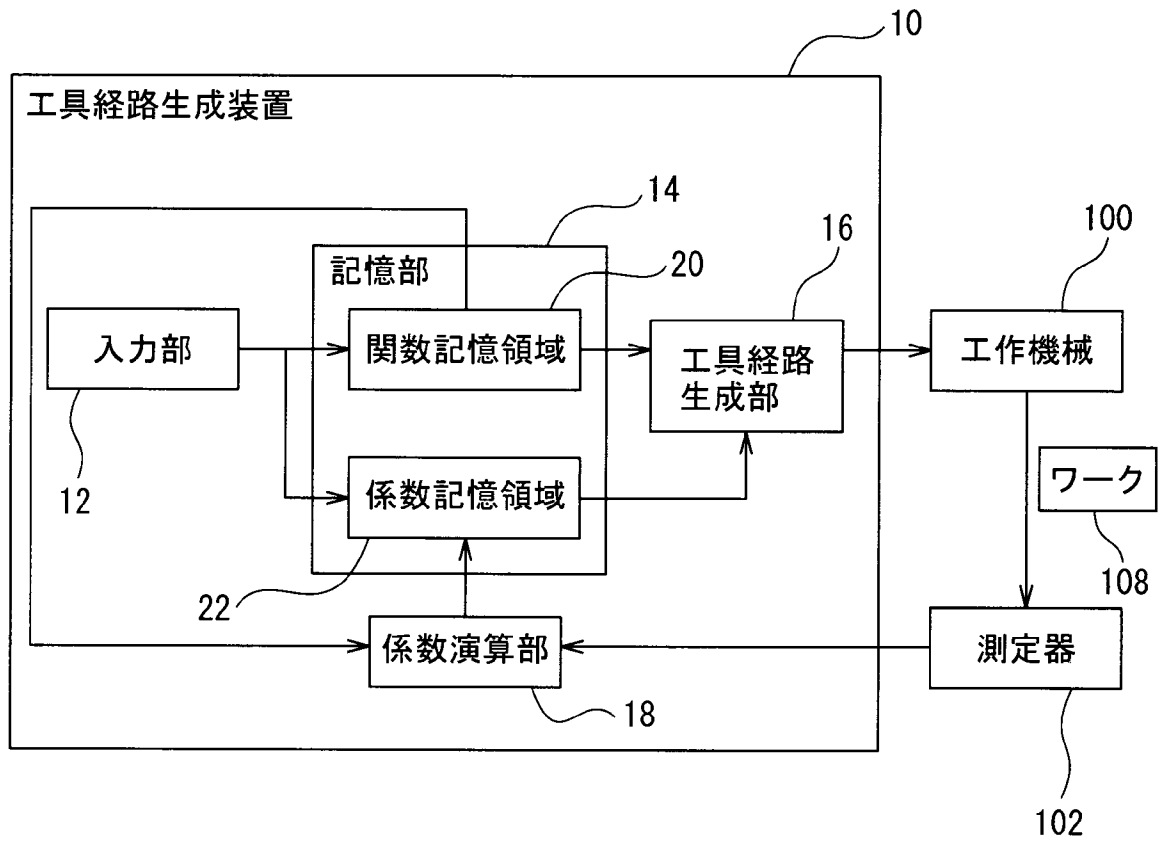 10
工具経路生成装置
14
16
100
記憶部
20
入力部
関数記憶領域
工具経路
生成部
工作機械
12
係数記憶領域
ワーク
22
108
係数演算部
測定器
18
102